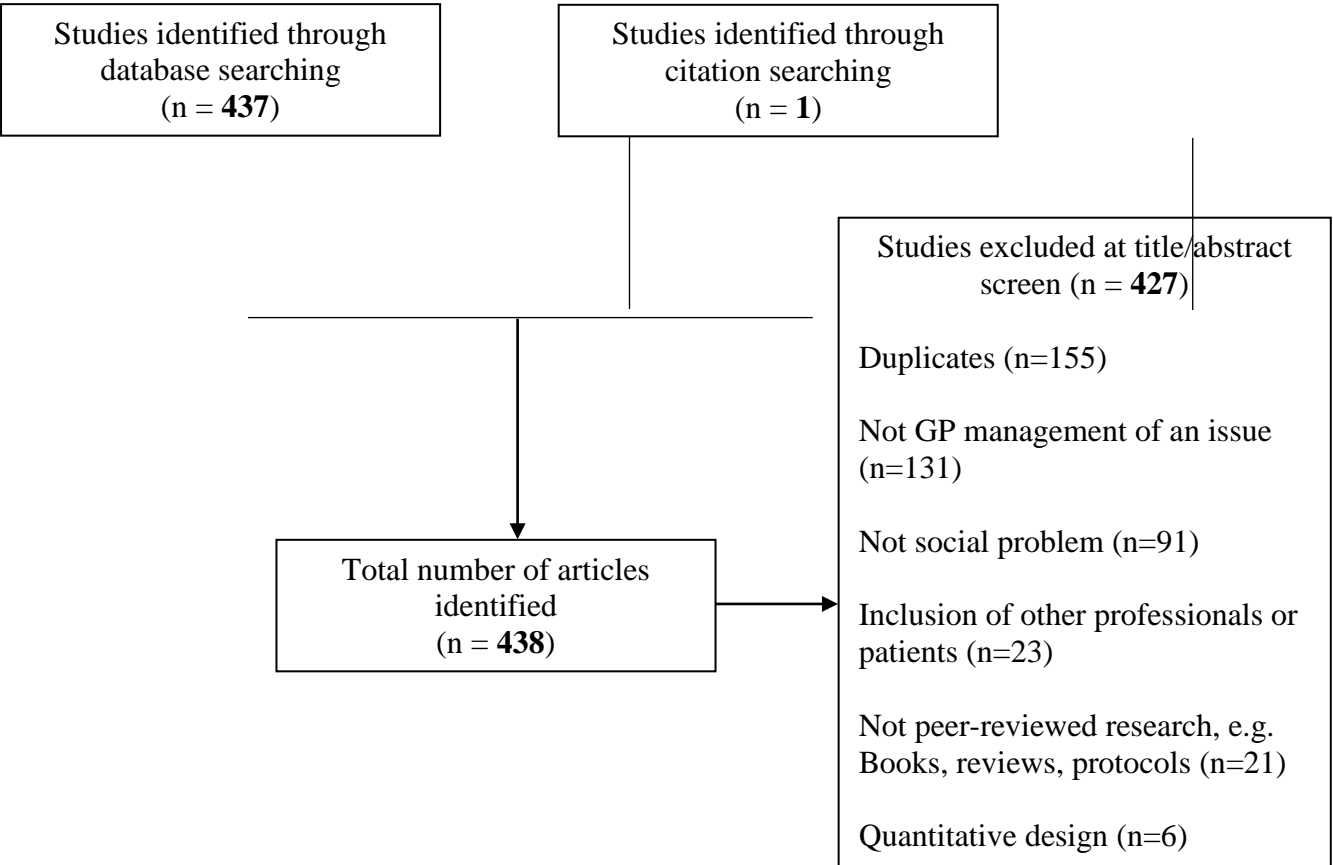 Studies identified through
database searching
(n = 437)
Studies identified through
citation searching
(n = 1)
Studies excluded at title/abstract
screen (n = 427)
Duplicates (n=155)
Not GP management of an issue
(n=131)
Not social problem (n=91)
Inclusion of other professionals or
patients (n=23)
Not peer-reviewed research, e.g.
Books, reviews, protocols (n=21)
Quantitative design (n=6)
Total number of articles
identified
(n = 438)